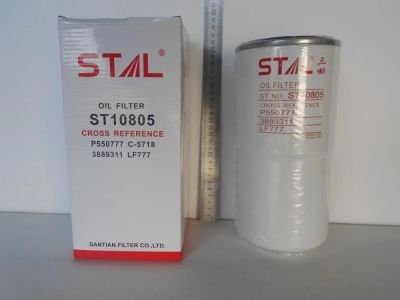 STAL
OIL FILTER
ST10805
CROSS REFERENCE
P550777 C-5718
3889311 LF777
SANTIAN FILTER CO.,LTD.
STAL
OIL FILTER
ST. NO. ST10805
CROSS REFERENCE
P550777
3889311
LF777